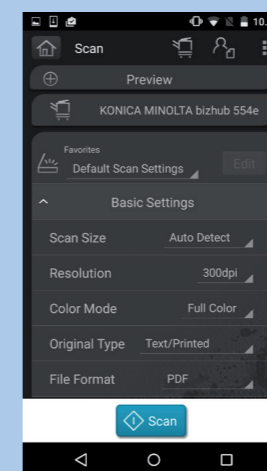 10.
Scan
Preview
KONICA MINOLTA bizhub 554e
Favorites
Default Scan Settings
Edit
Basic Settings
Scan Size Auto Detect
Resolution 300dpi
Color Mode Full Color
Original Type Text/Printed
File Format PDF
Scan